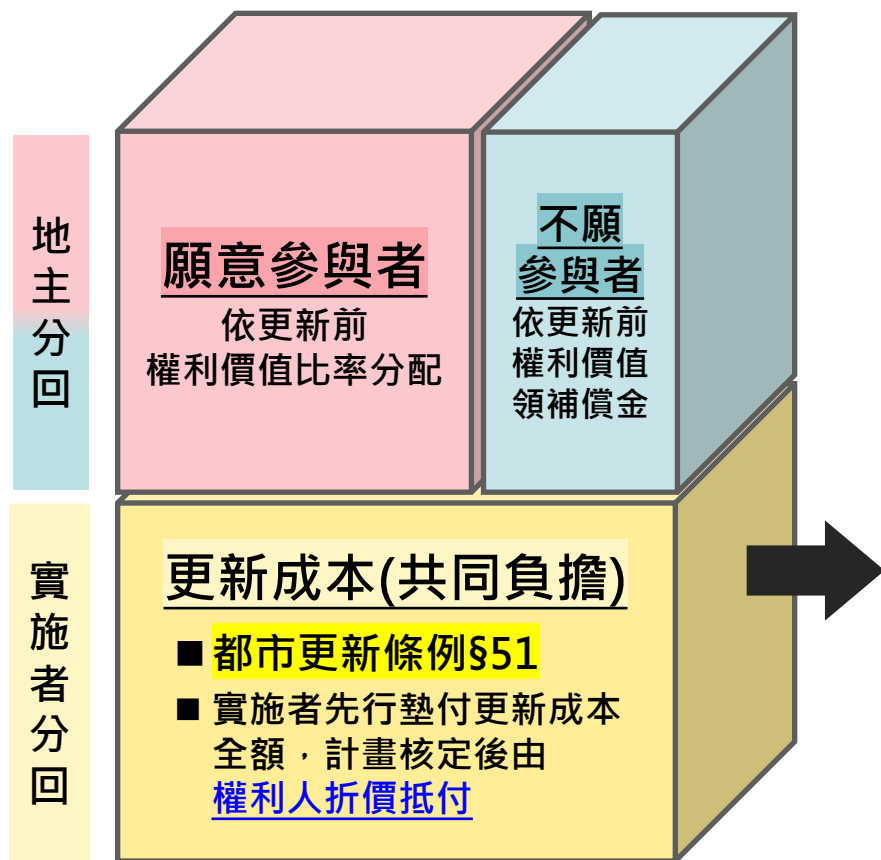 地主分回
願意參與者
依更新前
權利價值比率分配
不願
參與者
依更新前
權利價值
領補償金
實施者分回
更新成本(共同負擔)
■ 都市更新條例§51
■ 實施者先行墊付更新成本
全額，計畫核定後由
權利人折價抵付